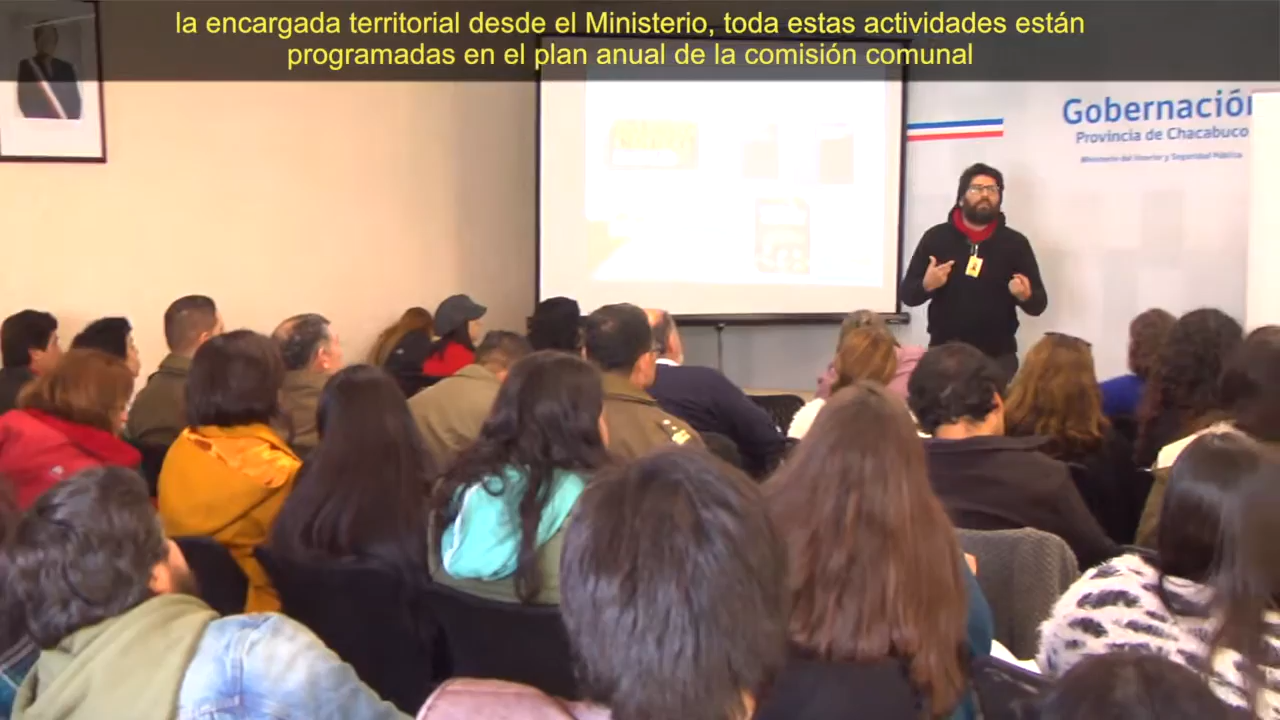 la encargada territorial desde el Ministerio, toda estas actividades están
programadas en el plan anual de la comisión comunal
Gobernación
Provincia de Chacabuco
Ministerio del Interior y Seguridad Pública